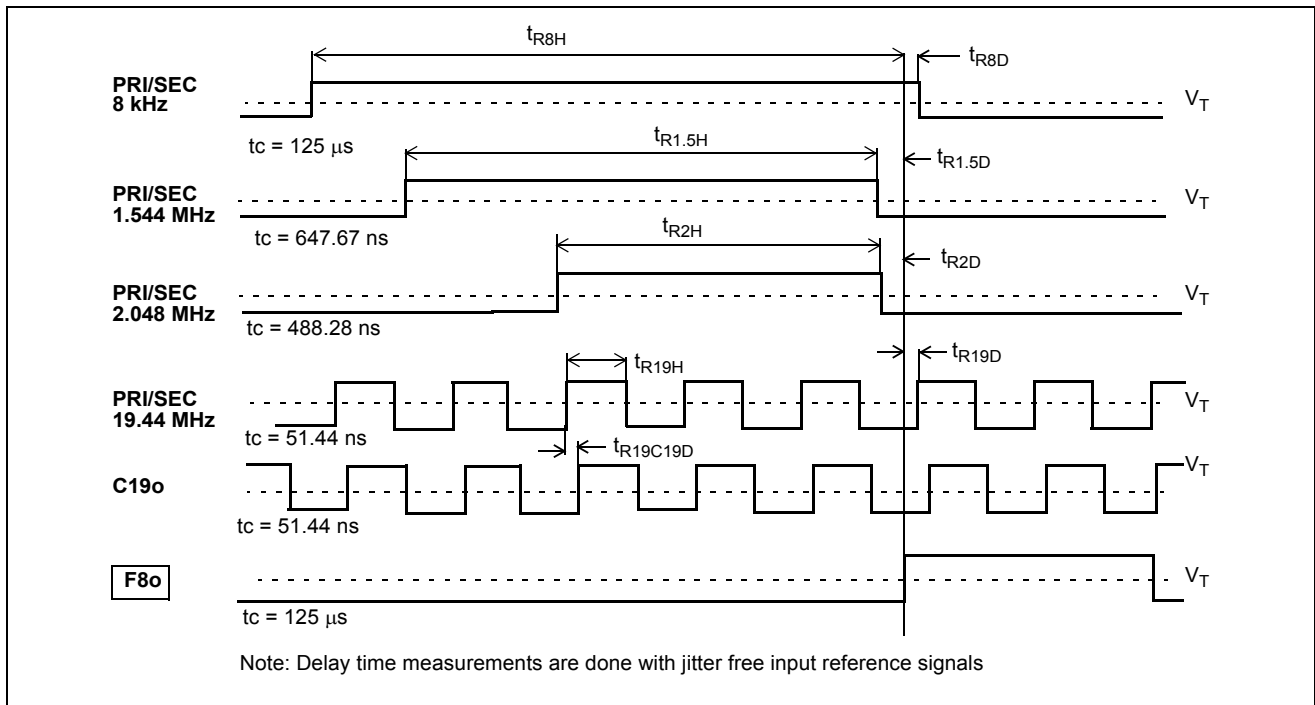 tR8H
tR8D
PRI/SEC
8 kHz
VT
tc = 125 μs
tR1.5H
tR1.5D
PRI/SEC
1.544 MHz
VT
tc = 647.67 ns
tR2H
tR2D
PRI/SEC
2.048 MHz
VT
tc = 488.28 ns
tR19H
tR19D
PRI/SEC
19.44 MHz
VT
tc = 51.44 ns
tR19C19D
C19o
VT
tc = 51.44 ns
F8o
VT
tc = 125 μs
Note: Delay time measurements are done with jitter free input reference signals